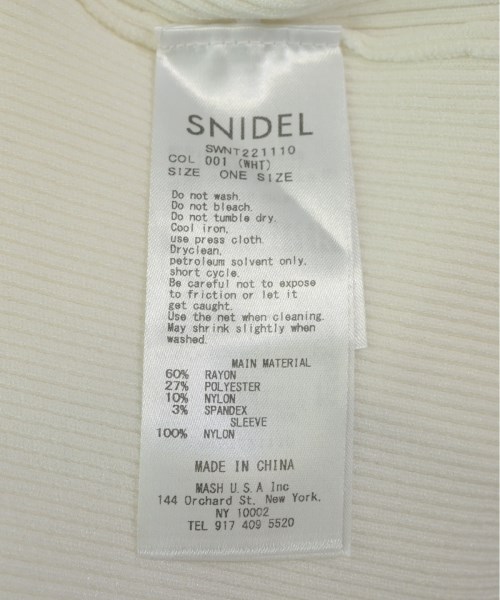 SNIDEL
SWNT221110
COL 001 (WHT)
SIZE ONE SIZE
Do not wash.
Do not bleach.
Do not tumble dry.
Cool iron.
use press cloth.
Dryclean,
petroleum solvent only,
short cycle.
Be careful not to expose
to friction or let it
get caught.
Use the net when cleaning.
May shrink slightly when
washed.
MAIN MATERIAL
60% RAYON
27% POLYESTER
10% NYLON
3% SPANDEX
SLEEVE
100% NYLON
MADE IN CHINA
MASH U.S.A Inc
144 Orchard St, New York,
NY 10002
TEL 917 409 5520